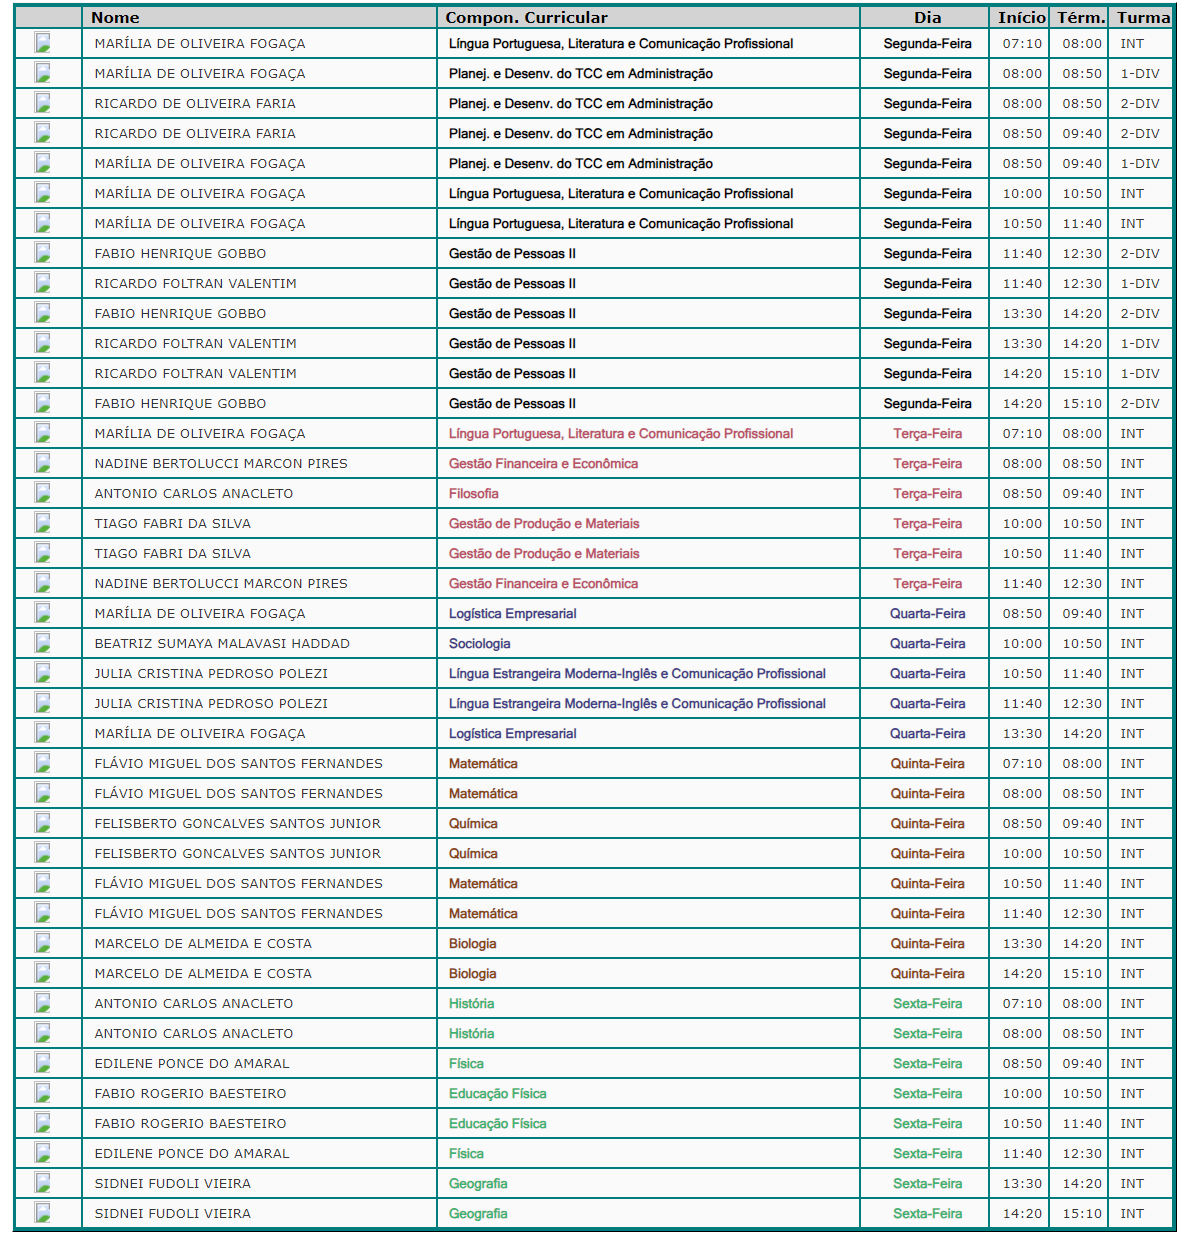 Nome Compon. Curricular Dia Início Térm. Turma
MARÍLIA DE OLIVEIRA FOGAÇA Língua Portuguesa, Literatura e Comunicação Profissional Segunda-Feira 07:10 08:00 INT
MARÍLIA DE OLIVEIRA FOGAÇA Planej. e Desenv. do TCC em Administração Segunda-Feira 08:00 08:50 1-DIV
RICARDO DE OLIVEIRA FARIA Planej. e Desenv. do TCC em Administração Segunda-Feira 08:00 08:50 2-DIV
RICARDO DE OLIVEIRA FARIA Planej. e Desenv. do TCC em Administração Segunda-Feira 08:50 09:40 2-DIV
MARÍLIA DE OLIVEIRA FOGAÇA Planej. e Desenv. do TCC em Administração Segunda-Feira 08:50 09:40 1-DIV
MARÍLIA DE OLIVEIRA FOGAÇA Língua Portuguesa, Literatura e Comunicação Profissional Segunda-Feira 10:00 10:50 INT
MARÍLIA DE OLIVEIRA FOGAÇA Língua Portuguesa, Literatura e Comunicação Profissional Segunda-Feira 10:50 11:40 INT
FABIO HENRIQUE GOBBO Gestão de Pessoas II Segunda-Feira 11:40 12:30 2-DIV
RICARDO FOLTRAN VALENTIM Gestão de Pessoas II Segunda-Feira 11:40 12:30 1-DIV
FABIO HENRIQUE GOBBO Gestão de Pessoas II Segunda-Feira 13:30 14:20 2-DIV
RICARDO FOLTRAN VALENTIM Gestão de Pessoas II Segunda-Feira 13:30 14:20 1-DIV
RICARDO FOLTRAN VALENTIM Gestão de Pessoas II Segunda-Feira 14:20 15:10 1-DIV
FABIO HENRIQUE GOBBO Gestão de Pessoas II Segunda-Feira 14:20 15:10 2-DIV
MARÍLIA DE OLIVEIRA FOGAÇA Língua Portuguesa, Literatura e Comunicação Profissional Terça-Feira 07:10 08:00 INT
NADINE BERTOLUCCI MARCON PIRES Gestão Financeira e Econômica Terça-Feira 08:00 08:50 INT
ANTONIO CARLOS ANACLETO Filosofia Terça-Feira 08:50 09:40 INT
TIAGO FABRI DA SILVA Gestão de Produção e Materiais Terça-Feira 10:00 10:50 INT
TIAGO FABRI DA SILVA Gestão de Produção e Materiais Terça-Feira 10:50 11:40 INT
NADINE BERTOLUCCI MARCON PIRES Gestão Financeira e Econômica Terça-Feira 11:40 12:30 INT
MARÍLIA DE OLIVEIRA FOGAÇA Logística Empresarial Quarta-Feira 08:50 09:40 INT
BEATRIZ SUMAYA MALAVASI HADDAD Sociologia Quarta-Feira 10:00 10:50 INT
JULIA CRISTINA PEDROSO POLEZI Língua Estrangeira Moderna-Inglês e Comunicação Profissional Quarta-Feira 10:50 11:40 INT
JULIA CRISTINA PEDROSO POLEZI Língua Estrangeira Moderna-Inglês e Comunicação Profissional Quarta-Feira 11:40 12:30 INT
MARÍLIA DE OLIVEIRA FOGAÇA Logística Empresarial Quarta-Feira 13:30 14:20 INT
FLÁVIO MIGUEL DOS SANTOS FERNANDES Matemática Quinta-Feira 07:10 08:00 INT
FLÁVIO MIGUEL DOS SANTOS FERNANDES Matemática Quinta-Feira 08:00 08:50 INT
FELISBERTO GONCALVES SANTOS JUNIOR Química Quinta-Feira 08:50 09:40 INT
FELISBERTO GONCALVES SANTOS JUNIOR Química Quinta-Feira 10:00 10:50 INT
FLÁVIO MIGUEL DOS SANTOS FERNANDES Matemática Quinta-Feira 10:50 11:40 INT
FLÁVIO MIGUEL DOS SANTOS FERNANDES Matemática Quinta-Feira 11:40 12:30 INT
MARCELO DE ALMEIDA E COSTA Biologia Quinta-Feira 13:30 14:20 INT
MARCELO DE ALMEIDA E COSTA Biologia Quinta-Feira 14:20 15:10 INT
ANTONIO CARLOS ANACLETO História Sexta-Feira 07:10 08:00 INT
ANTONIO CARLOS ANACLETO História Sexta-Feira 08:00 08:50 INT
EDILENE PONCE DO AMARAL Física Sexta-Feira 08:50 09:40 INT
FABIO ROGERIO BAESTEIRO Educação Física Sexta-Feira 10:00 10:50 INT
FABIO ROGERIO BAESTEIRO Educação Física Sexta-Feira 10:50 11:40 INT
EDILENE PONCE DO AMARAL Física Sexta-Feira 11:40 12:30 INT
SIDNEI FUDOLI VIEIRA Geografia Sexta-Feira 13:30 14:20 INT
SIDNEI FUDOLI VIEIRA Geografia Sexta-Feira 14:20 15:10 INT